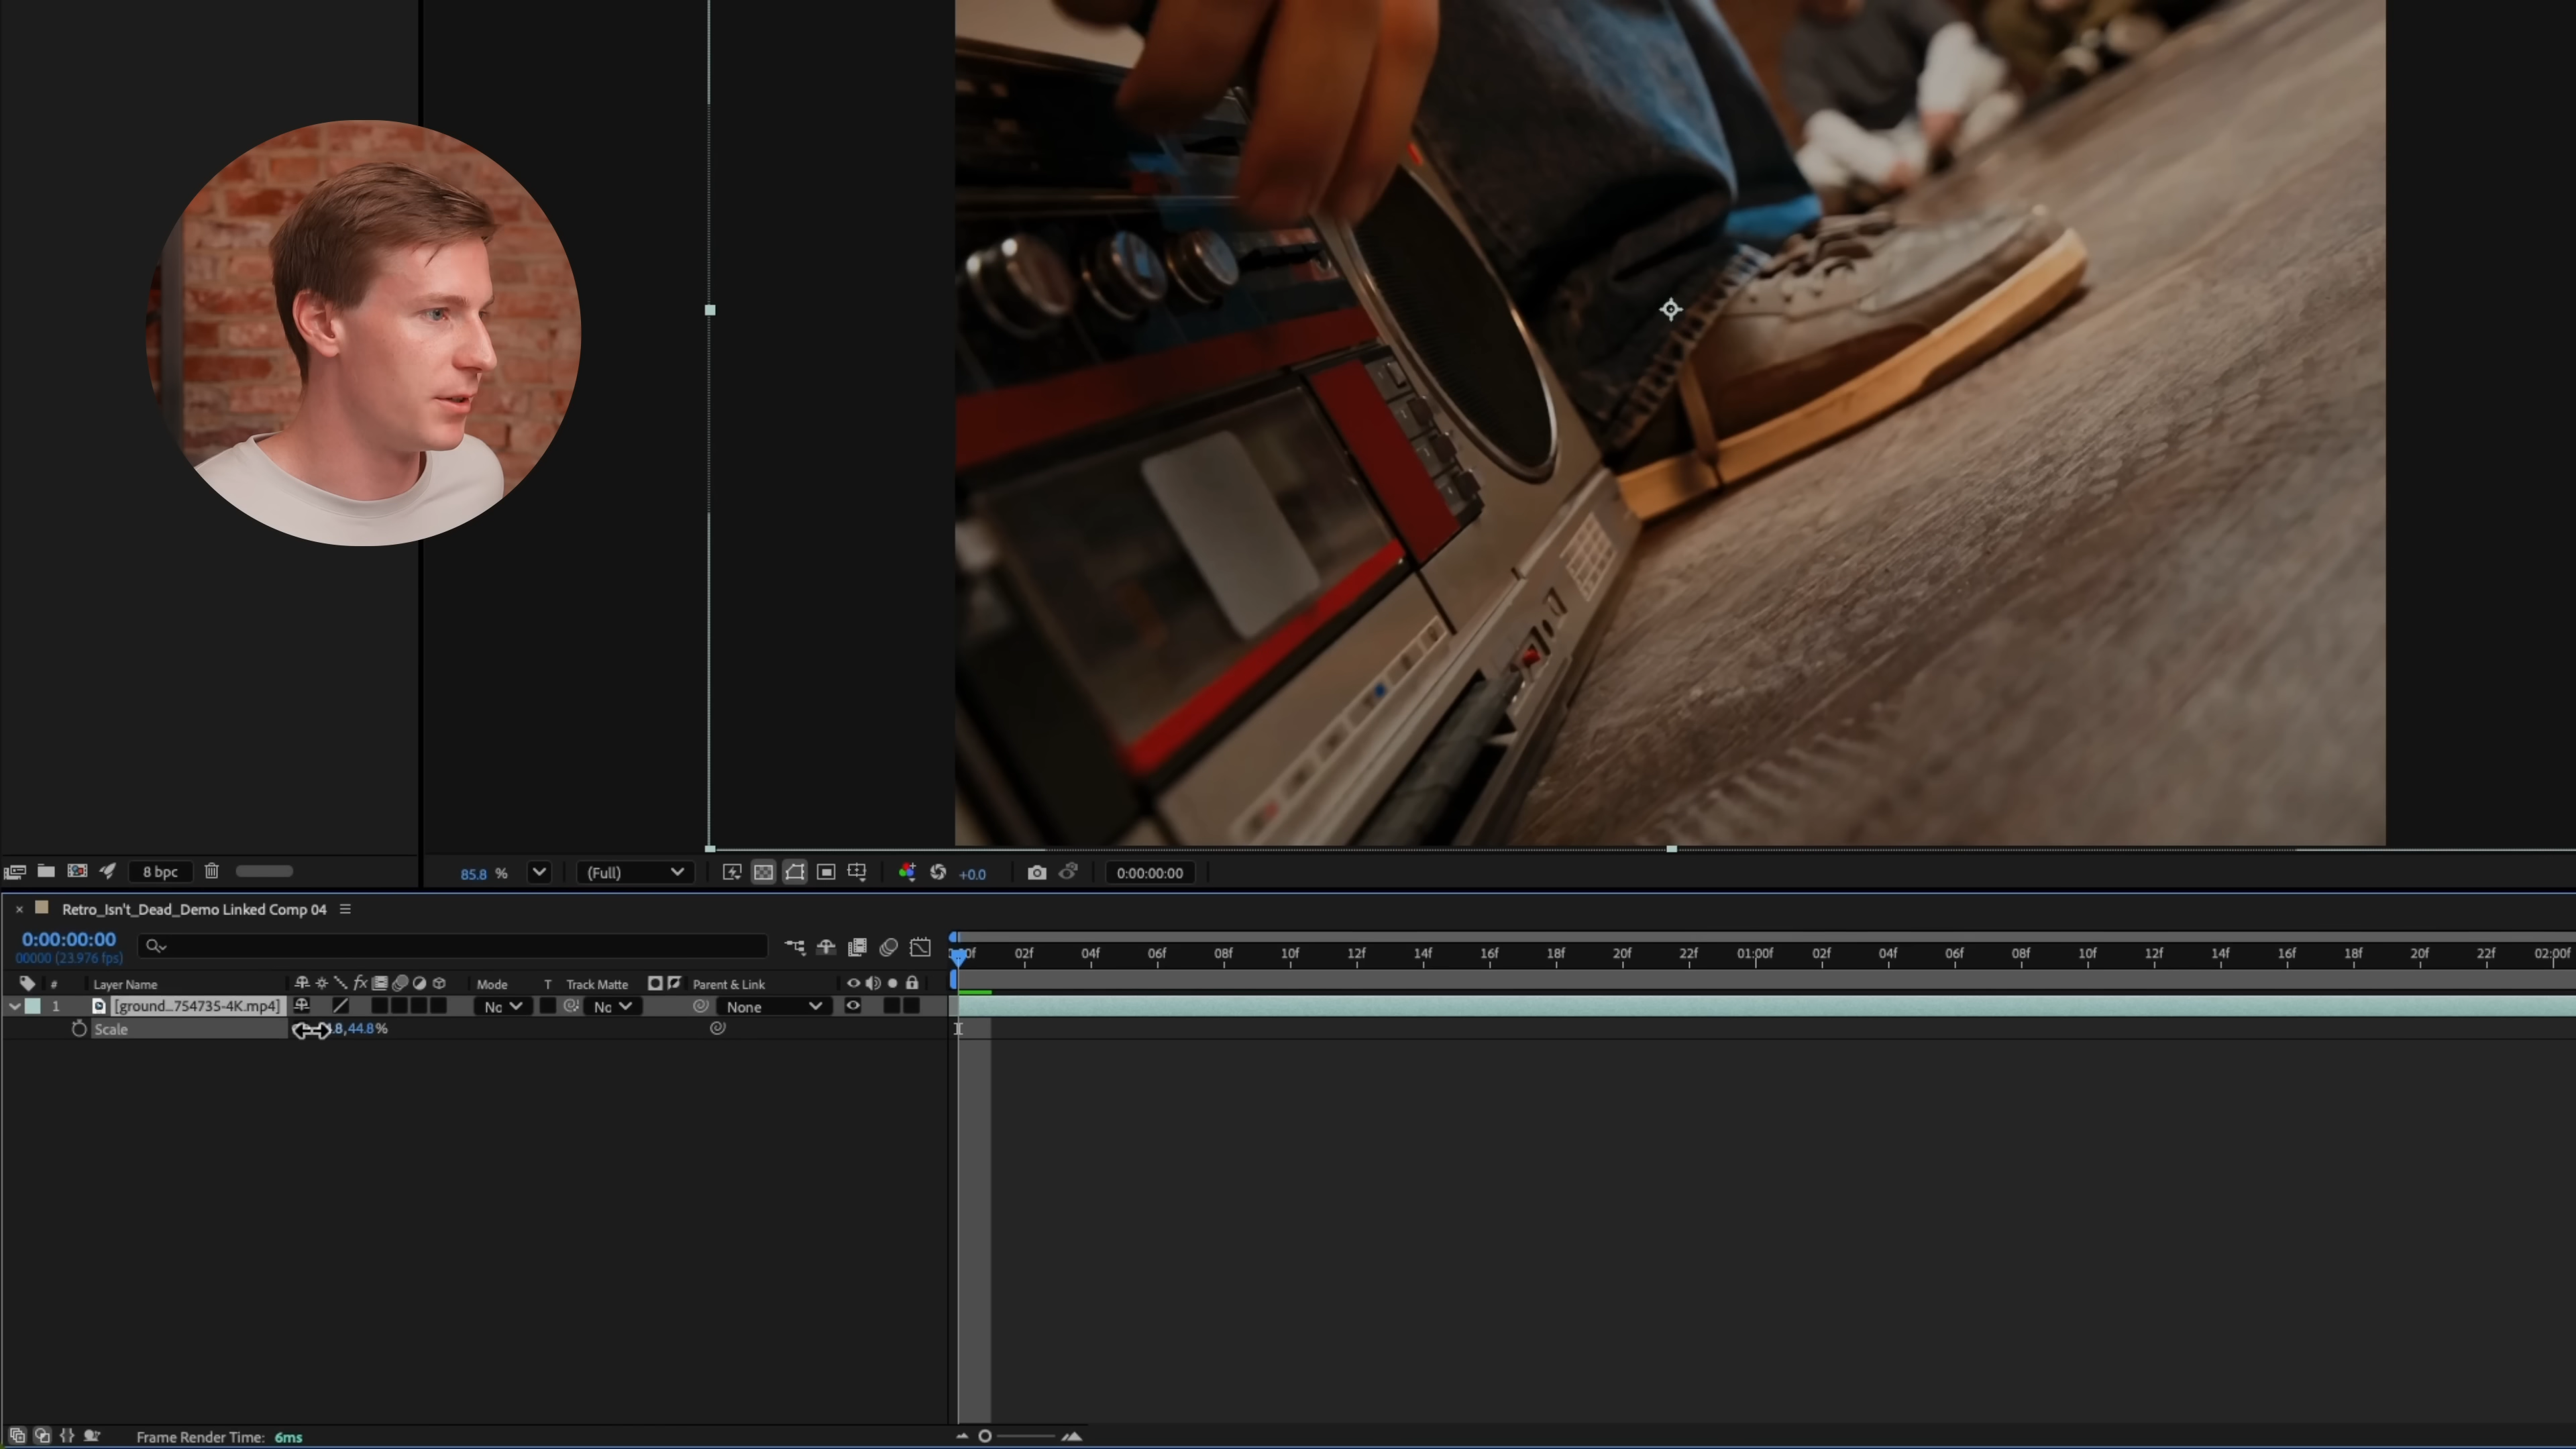 8 bpc
85.8 %
(Full)
+0.0
0:00:00:00
Retro_Isn't_Dead_Demo Linked Comp 04
0:00:00:00
00000 (23.976 fps)
# Layer Name Mode T Track Matte Parent & Link
02f 04f 06f 08f 10f 12f 14f 16f 18f 20f 22f 01:00f 02f 04f 06f 08f 10f 12f 14f 16f 18f 20f 22f 02:00f
1 [ground...754735-4K.mp4] No No None
Scale 44.8%
Frame Render Time: 6ms